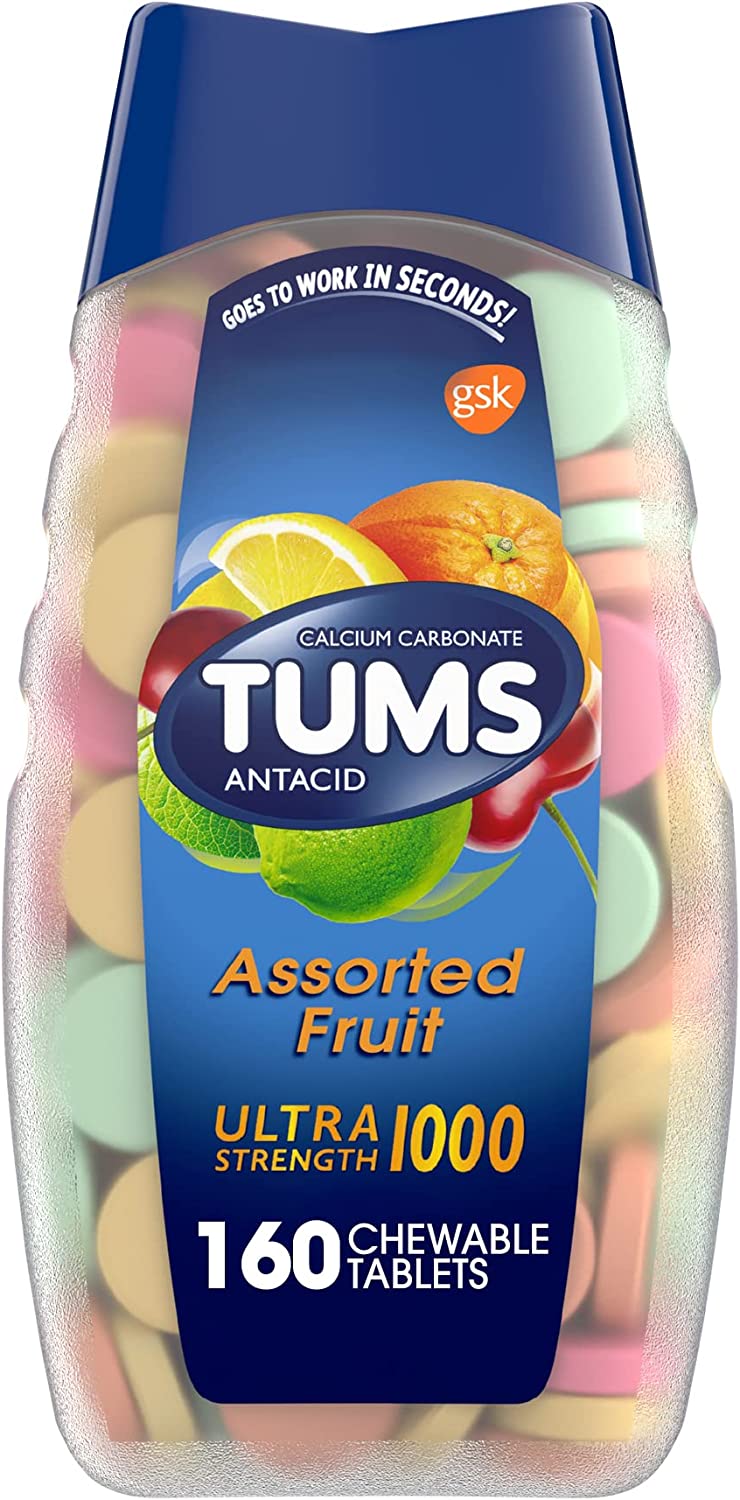 GOES TO WORK IN SECONDS!
gsk
CALCIUM CARBONATE
TUMS
ANTACID
Assorted
Fruit
ULTRA
STRENGTH 1000
160 CHEWABLE
TABLETS